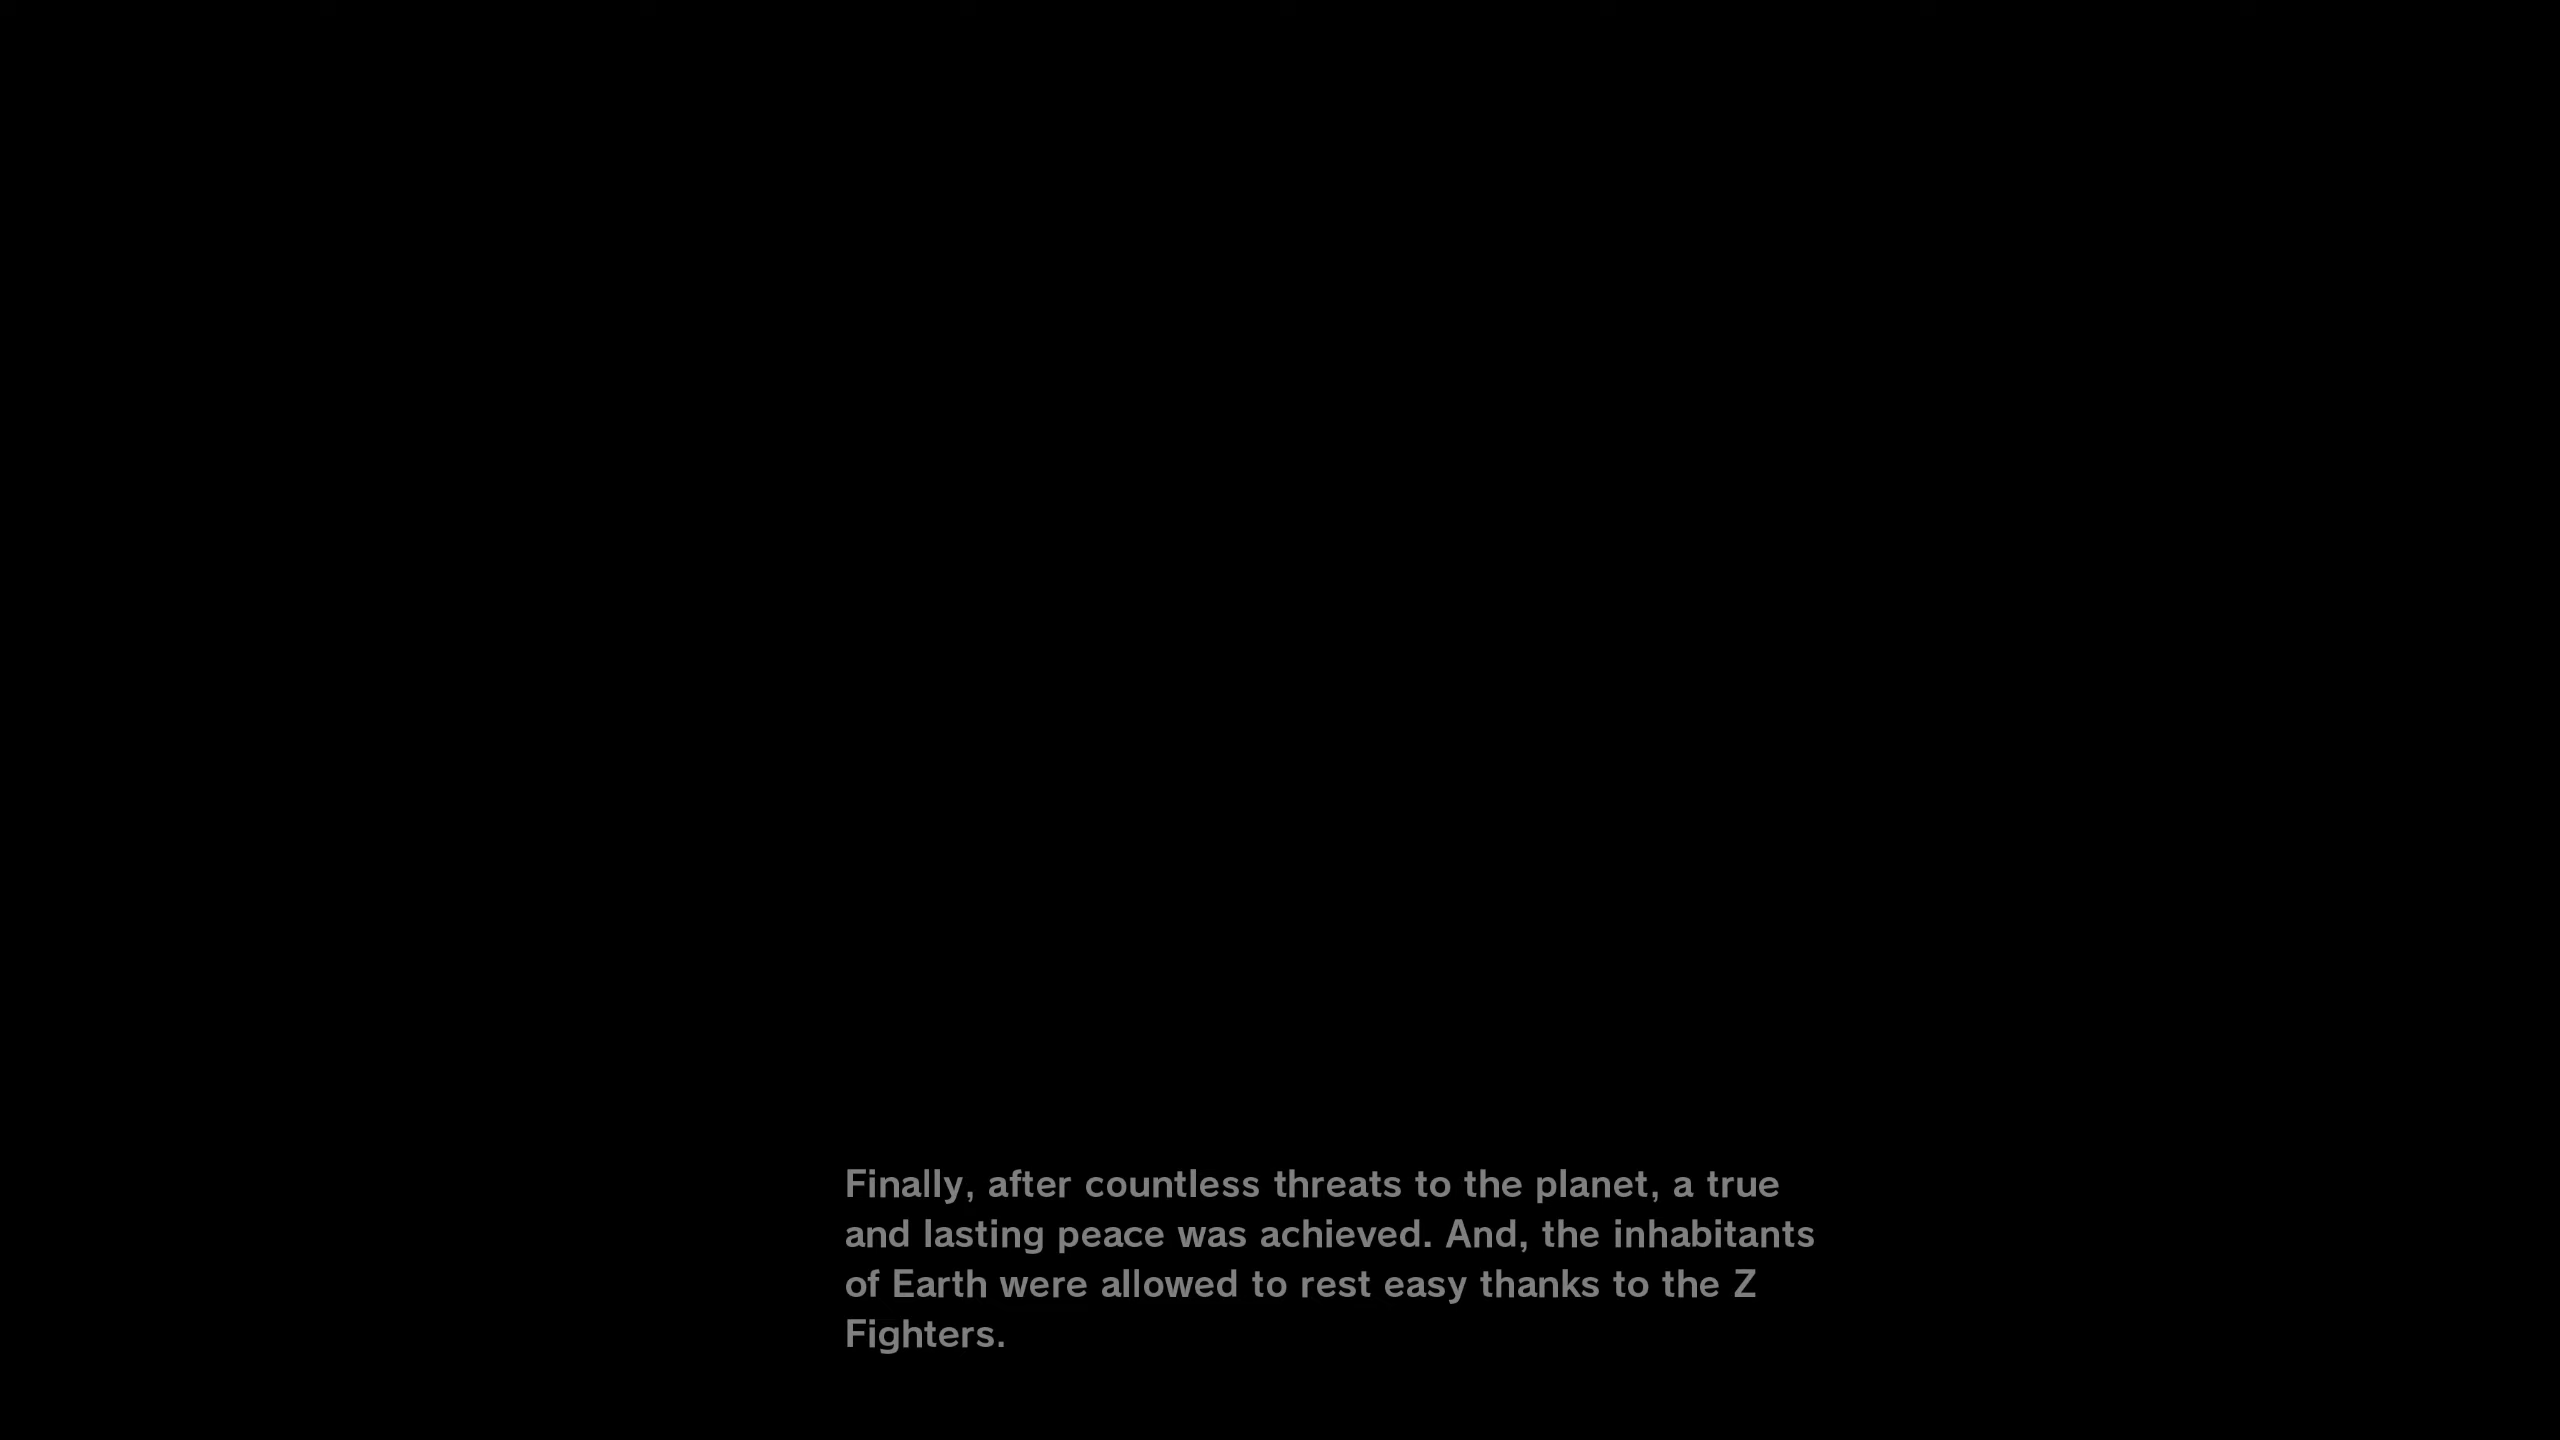 Finally, after countless threats to the planet, a true
and lasting peace was achieved. And, the inhabitants
of Earth were allowed to rest easy thanks to the Z
Fighters.